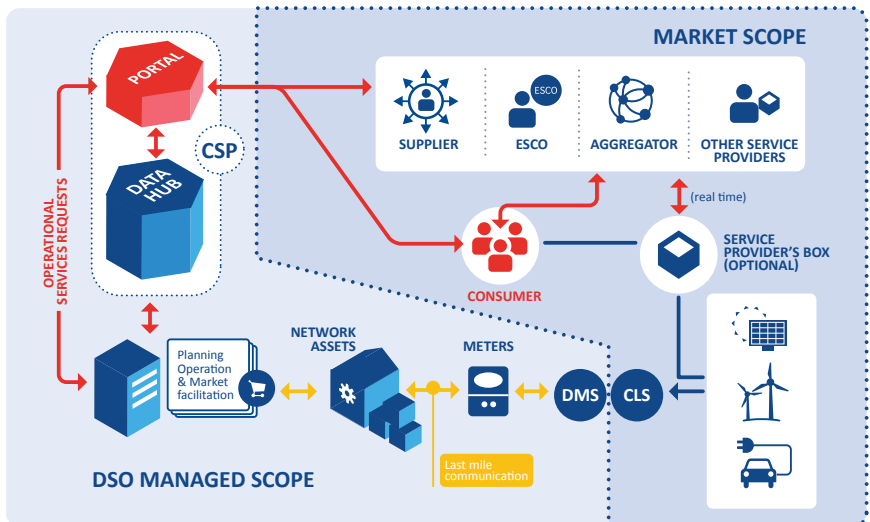 MARKET SCOPE
PORTAL
DATA
HUB
CSP
OPERATIONAL
SERVICES REQUESTS
SUPPLIER
ESCO
ESCO
AGGREGATOR
OTHER SERVICE
PROVIDERS
(real time)
SERVICE
PROVIDER'S BOX
(OPTIONAL)
CONSUMER
NETWORK
ASSETS
METERS
Planning
Operation
& Market
facilitation
DMS
CLS
Last mile
communication
DSO MANAGED SCOPE